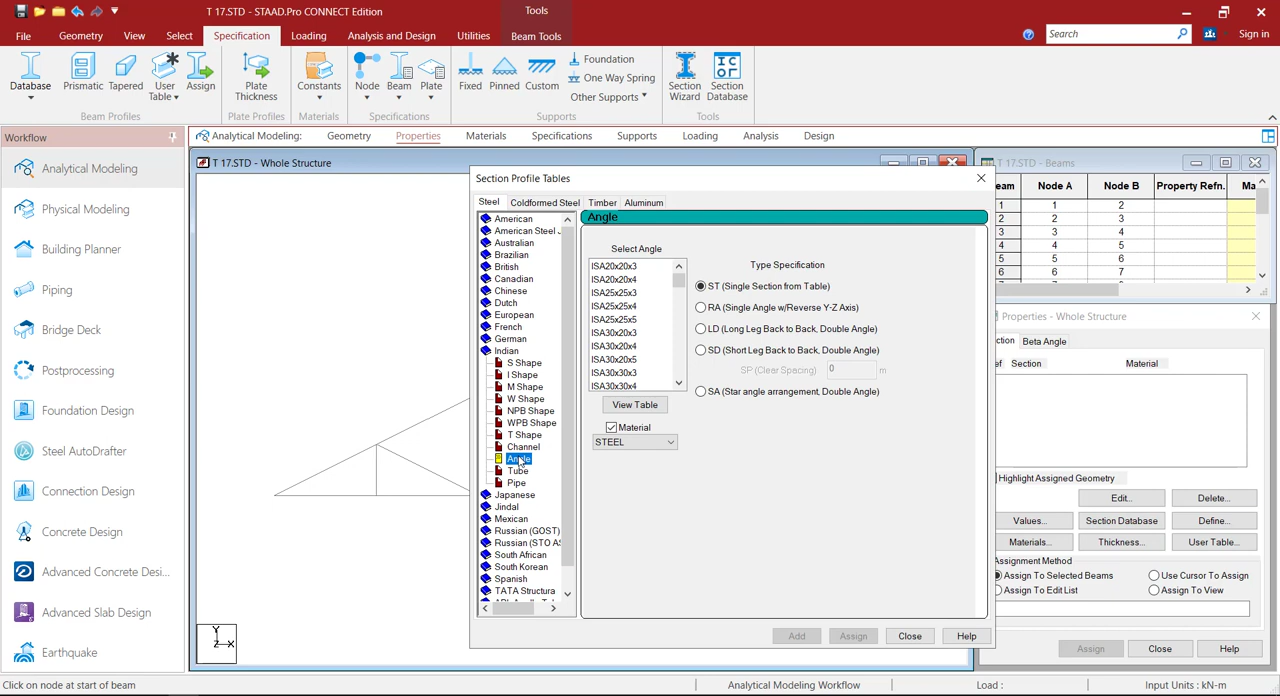 T 17.STD - STAAD.Pro CONNECT Edition
Tools
File Geometry View Select Specification Loading Analysis and Design Utilities Beam Tools
Search
Sign in
Database
Prismatic
Tapered
User Table
Assign
Beam Profiles
Plate Thickness
Plate Profiles
Constants
Materials
Node
Beam
Plate
Specifications
Fixed
Pinned
Custom
Foundation
One Way Spring
Other Supports
Supports
Section Wizard
Section Database
Tools
Workflow
Analytical Modeling
Physical Modeling
Building Planner
Piping
Bridge Deck
Postprocessing
Foundation Design
Steel AutoDrafter
Connection Design
Concrete Design
Advanced Concrete Desi...
Advanced Slab Design
Earthquake
Analytical Modeling: Geometry Properties Materials Specifications Supports Loading Analysis Design
T 17.STD - Whole Structure
Y
Z X
Section Profile Tables
Steel Coldformed Steel Timber Aluminum
American
American Steel J
Australian
Brazilian
British
Canadian
Chinese
Dutch
European
French
German
Indian
S Shape
I Shape
M Shape
W Shape
NPB Shape
WPB Shape
T Shape
Channel
Angle
Tube
Pipe
Japanese
Jindal
Mexican
Russian (GOST)
Russian (STO AS
South African
South Korean
Spanish
TATA Structura
Angle
Select Angle
ISA20x20x3
ISA20x20x4
ISA25x25x3
ISA25x25x4
ISA25x25x5
ISA30x20x3
ISA30x20x4
ISA30x20x5
ISA30x30x3
ISA30x30x4
View Table
Material
STEEL
Type Specification
ST (Single Section from Table)
RA (Single Angle w/Reverse Y-Z Axis)
LD (Long Leg Back to Back, Double Angle)
SD (Short Leg Back to Back, Double Angle)
SP (Clear Spacing) 0 m
SA (Star angle arrangement, Double Angle)
Add Assign Close Help
T 17.STD - Beams
eam Node A Node B Property Refn. Ma
1 1 2
2 2 3
3 3 4
4 4 5
5 5 6
6 6 7
Properties - Whole Structure
ction Beta Angle
ef Section Material
Highlight Assigned Geometry
Edit... Delete...
Values... Section Database Define...
Materials... Thickness... User Table...
Assignment Method
Assign To Selected Beams Use Cursor To Assign
Assign To Edit List Assign To View
Assign Close Help
Click on node at start of beam
Analytical Modeling Workflow
Load :
Input Units : kN-m